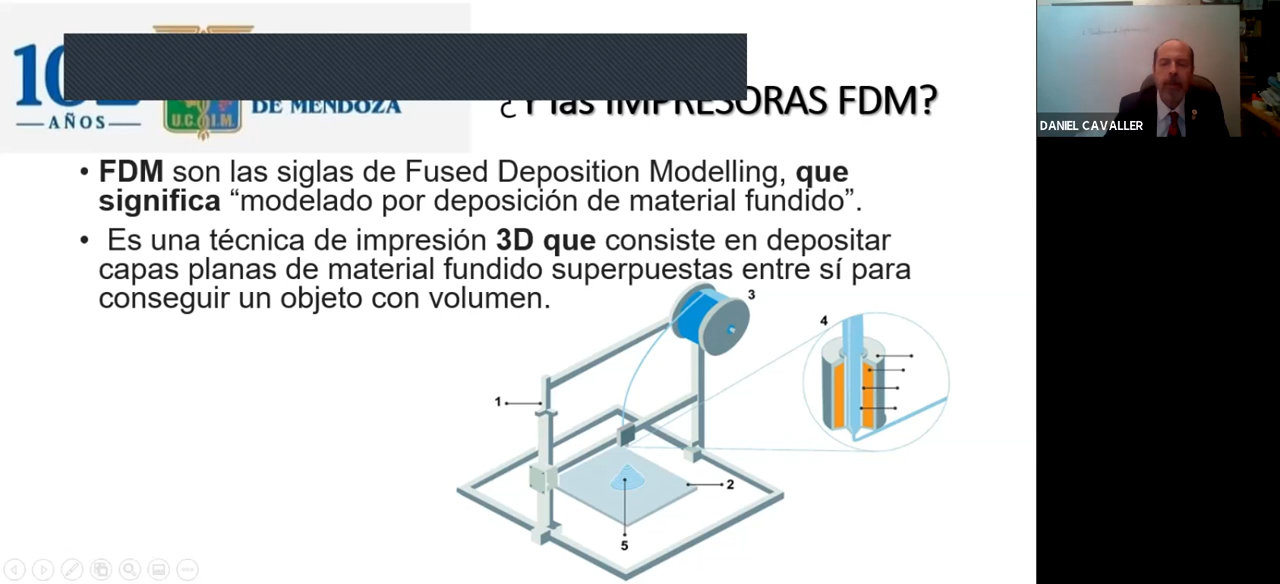 AÑOS
U.C.I.M.
DE MENDOZA
¿Y las IMPRESORAS FDM?
DANIEL CAVALLER
• FDM son las siglas de Fused Deposition Modelling, que
significa “modelado por deposición de material fundido”.
• Es una técnica de impresión 3D que consiste en depositar
capas planas de material fundido superpuestas entre sí para
conseguir un objeto con volumen.
3
4
1
2
5